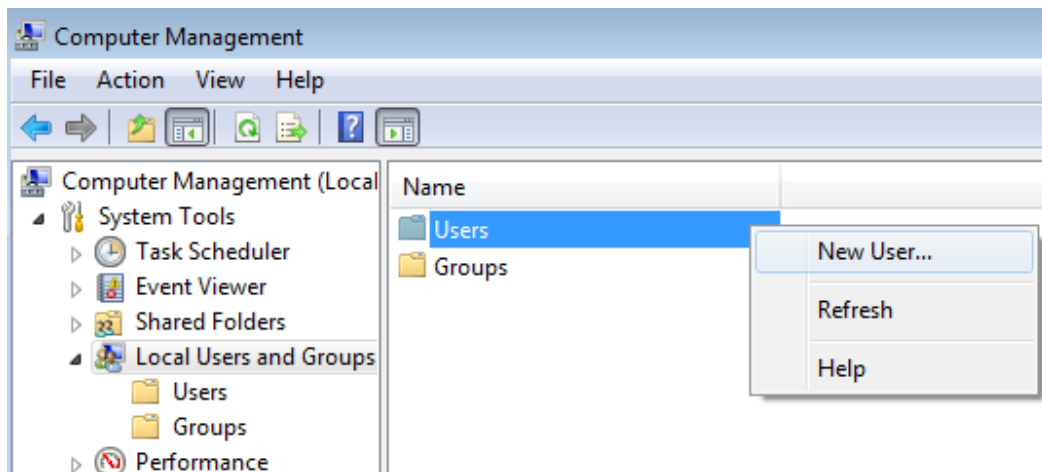 Computer Management
File Action View Help
Computer Management (Local
System Tools
Task Scheduler
Event Viewer
Shared Folders
Local Users and Groups
Users
Groups
Performance
Name
Users
Groups
New User...
Refresh
Help